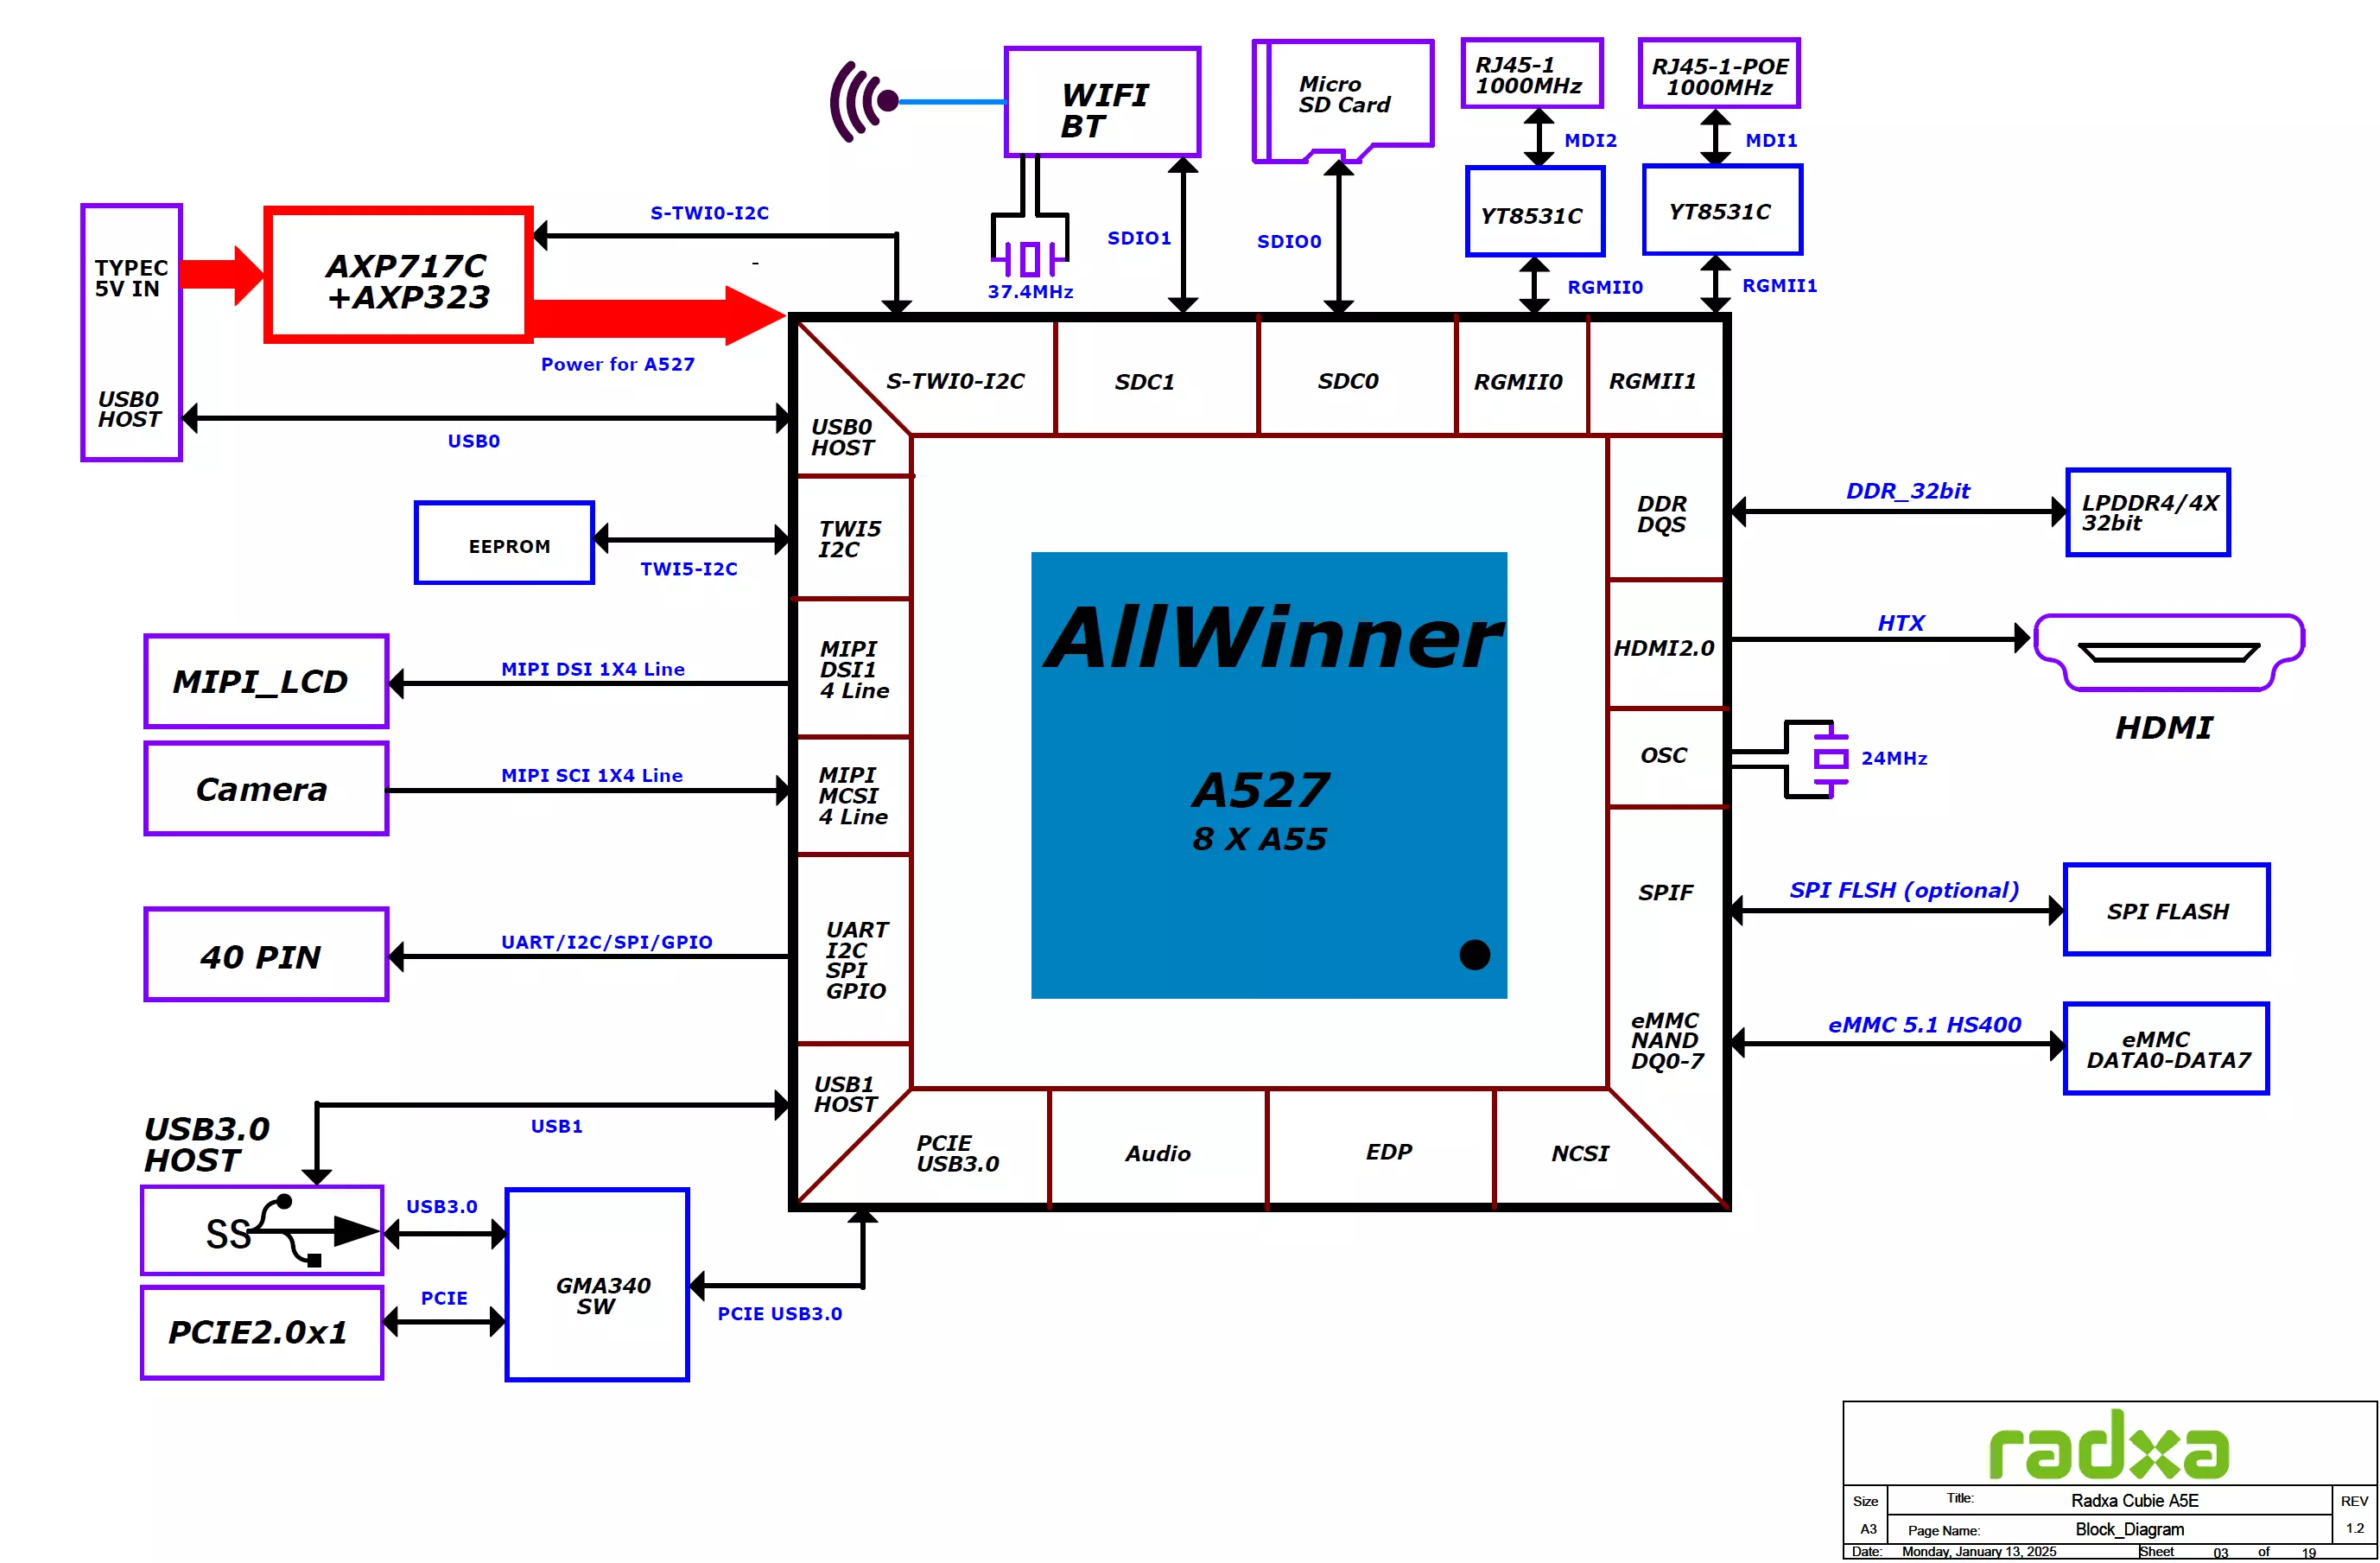 WIFI
BT
Micro
SD Card
RJ45-1
1000MHz
RJ45-1-POE
1000MHz
MDI2
MDI1
YT8531C
YT8531C
S-TWI0-I2C
SDIO1
SDIO0
37.4MHz
RGMII0
RGMII1
TYPEC
5V IN
AXP717C
+AXP323
-
Power for A527
USB0
HOST
USB0
S-TWI0-I2C
SDC1
SDC0
RGMII0
RGMII1
USB0
HOST
EEPROM
TWI5-I2C
TWI5
I2C
DDR
DQS
DDR_32bit
LPDDR4/4X
32bit
MIPI_LCD
MIPI DSI 1X4 Line
MIPI
DSI1
4 Line
AllWinner
HDMI2.0
HTX
HDMI
Camera
MIPI SCI 1X4 Line
MIPI
MCSI
4 Line
A527
8 X A55
OSC
24MHz
40 PIN
UART/I2C/SPI/GPIO
UART
I2C
SPI
GPIO
SPIF
SPI FLSH (optional)
SPI FLASH
eMMC
NAND
DQ0-7
eMMC 5.1 HS400
eMMC
DATA0-DATA7
USB1
HOST
USB1
USB3.0
HOST
PCIE
USB3.0
Audio
EDP
NCSI
SS
USB3.0
GMA340
SW
PCIE USB3.0
PCIE
PCIE2.0x1
radxa
Size
A3
Title:
Radxa Cubie A5E
REV
1.2
Page Name:
Block_Diagram
Date:
Monday, January 13, 2025
Sheet
03
of
19